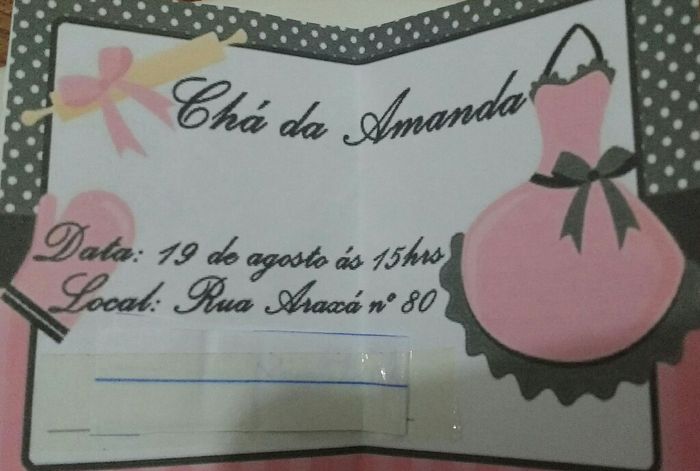 Chá da Amanda
Data: 19 de agosto ás 15hrs
Local: Rua Araxá nº 80